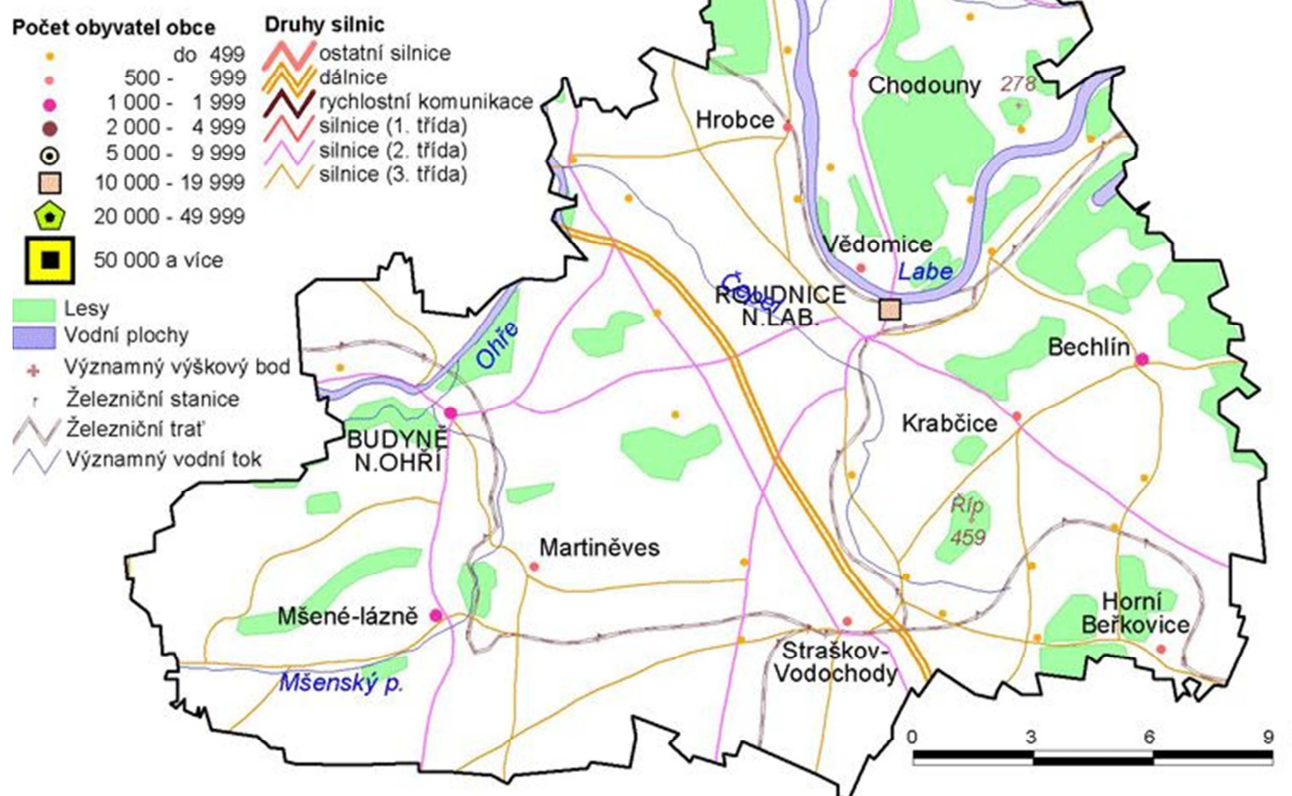 Počet obyvatel obce
do 499
500 - 999
1 000 - 1 999
2 000 - 4 999
5 000 - 9 999
10 000 - 19 999
20 000 - 49 999
50 000 a více
Druhy silnic
ostatní silnice
dálnice
rychlostní komunikace
silnice (1. třída)
silnice (2. třída)
silnice (3. třída)
Lesy
Vodní plochy
Významný výškový bod
Železniční stanice
Železniční trať
Významný vodní tok
Chodouny
278
Hrobce
Vědomice
Labe
Čepel
ROUDNICE
N.LAB.
Ohře
Bechlín
Krabčice
BUDYNĚ
N.OHŘÍ
Říp
459
Martiněves
Mšené-lázně
Horní
Beřkovice
Straškov-
Vodochody
Mšenský p.
0 3 6 9